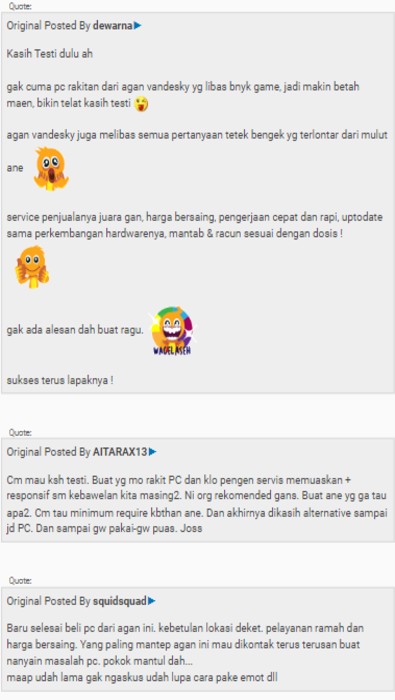 Quote:
Original Posted By dewarna
Kasih Testi dulu ah
gak cuma pc rakitan dari agan vandesky yg libas bnyk game, jadi makin betah
maen, bikin telat kasih testi
agan vandesky juga melibas semua pertanyaan tetek bengek yg terlontar dari mulut
ane
service penjualanya juara gan, harga bersaing, pengerjaan cepat dan rapi, uptodate
sama perkembangan hardwarenya, mantab & racun sesuai dengan dosis !
gak ada alesan dah buat ragu.
WADELASEH
sukses terus lapaknya !
Quote:
Original Posted By AITARAX13
Cm mau ksh testi. Buat yg mo rakit PC dan klo pengen servis memuaskan +
responsif sm kebawelan kita masing2. Ni org rekomended gans. Buat ane yg ga tau
apa2. Cm tau minimum require kbthan ane. Dan akhirnya dikasih alternative sampai
jd PC. Dan sampai gw pakai-gw puas. Joss
Quote:
Original Posted By squidsquad
Baru selesai beli pc dari agan ini. kebetulan lokasi deket. pelayanan ramah dan
harga bersaing. Yang paling mantep agan ini mau dikontak terus terusan buat
nanyain masalah pc. pokok mantul dah...
maap udah lama gak ngaskus udah lupa cara pake emot dll